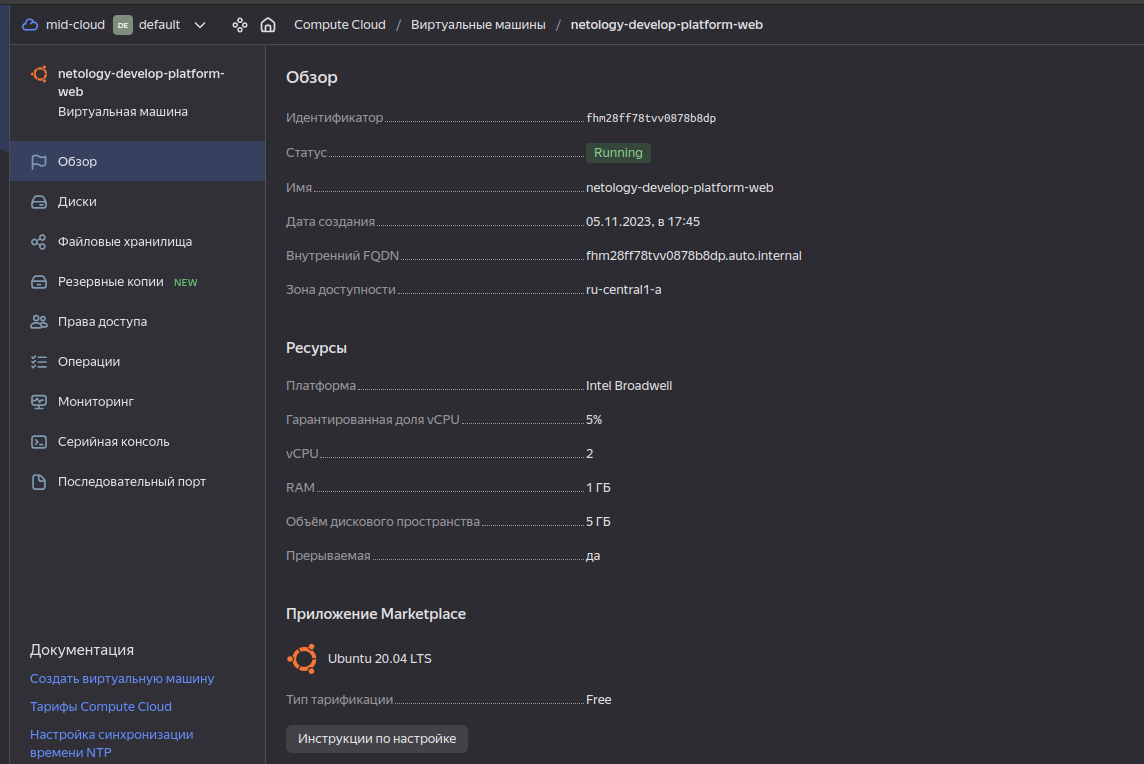 mid-cloud DE default Compute Cloud / Виртуальные машины / netology-develop-platform-web
netology-develop-platform-
web
Виртуальная машина
Обзор
Диски
Файловые хранилища
Резервные копии NEW
Права доступа
Операции
Мониторинг
Серийная консоль
Последовательный порт
Документация
Создать виртуальную машину
Тарифы Compute Cloud
Настройка синхронизации
времени NTP
Обзор
Идентификатор fhm28ff78tvv0878b8dp
Статус Running
Имя netology-develop-platform-web
Дата создания 05.11.2023, в 17:45
Внутренний FQDN fhm28ff78tvv0878b8dp.auto.internal
Зона доступности ru-central1-a
Ресурсы
Платформа Intel Broadwell
Гарантированная доля vCPU 5%
vCPU 2
RAM 1 ГБ
Объём дискового пространства 5 ГБ
Прерываемая да
Приложение Marketplace
Ubuntu 20.04 LTS
Тип тарификации Free
Инструкции по настройке